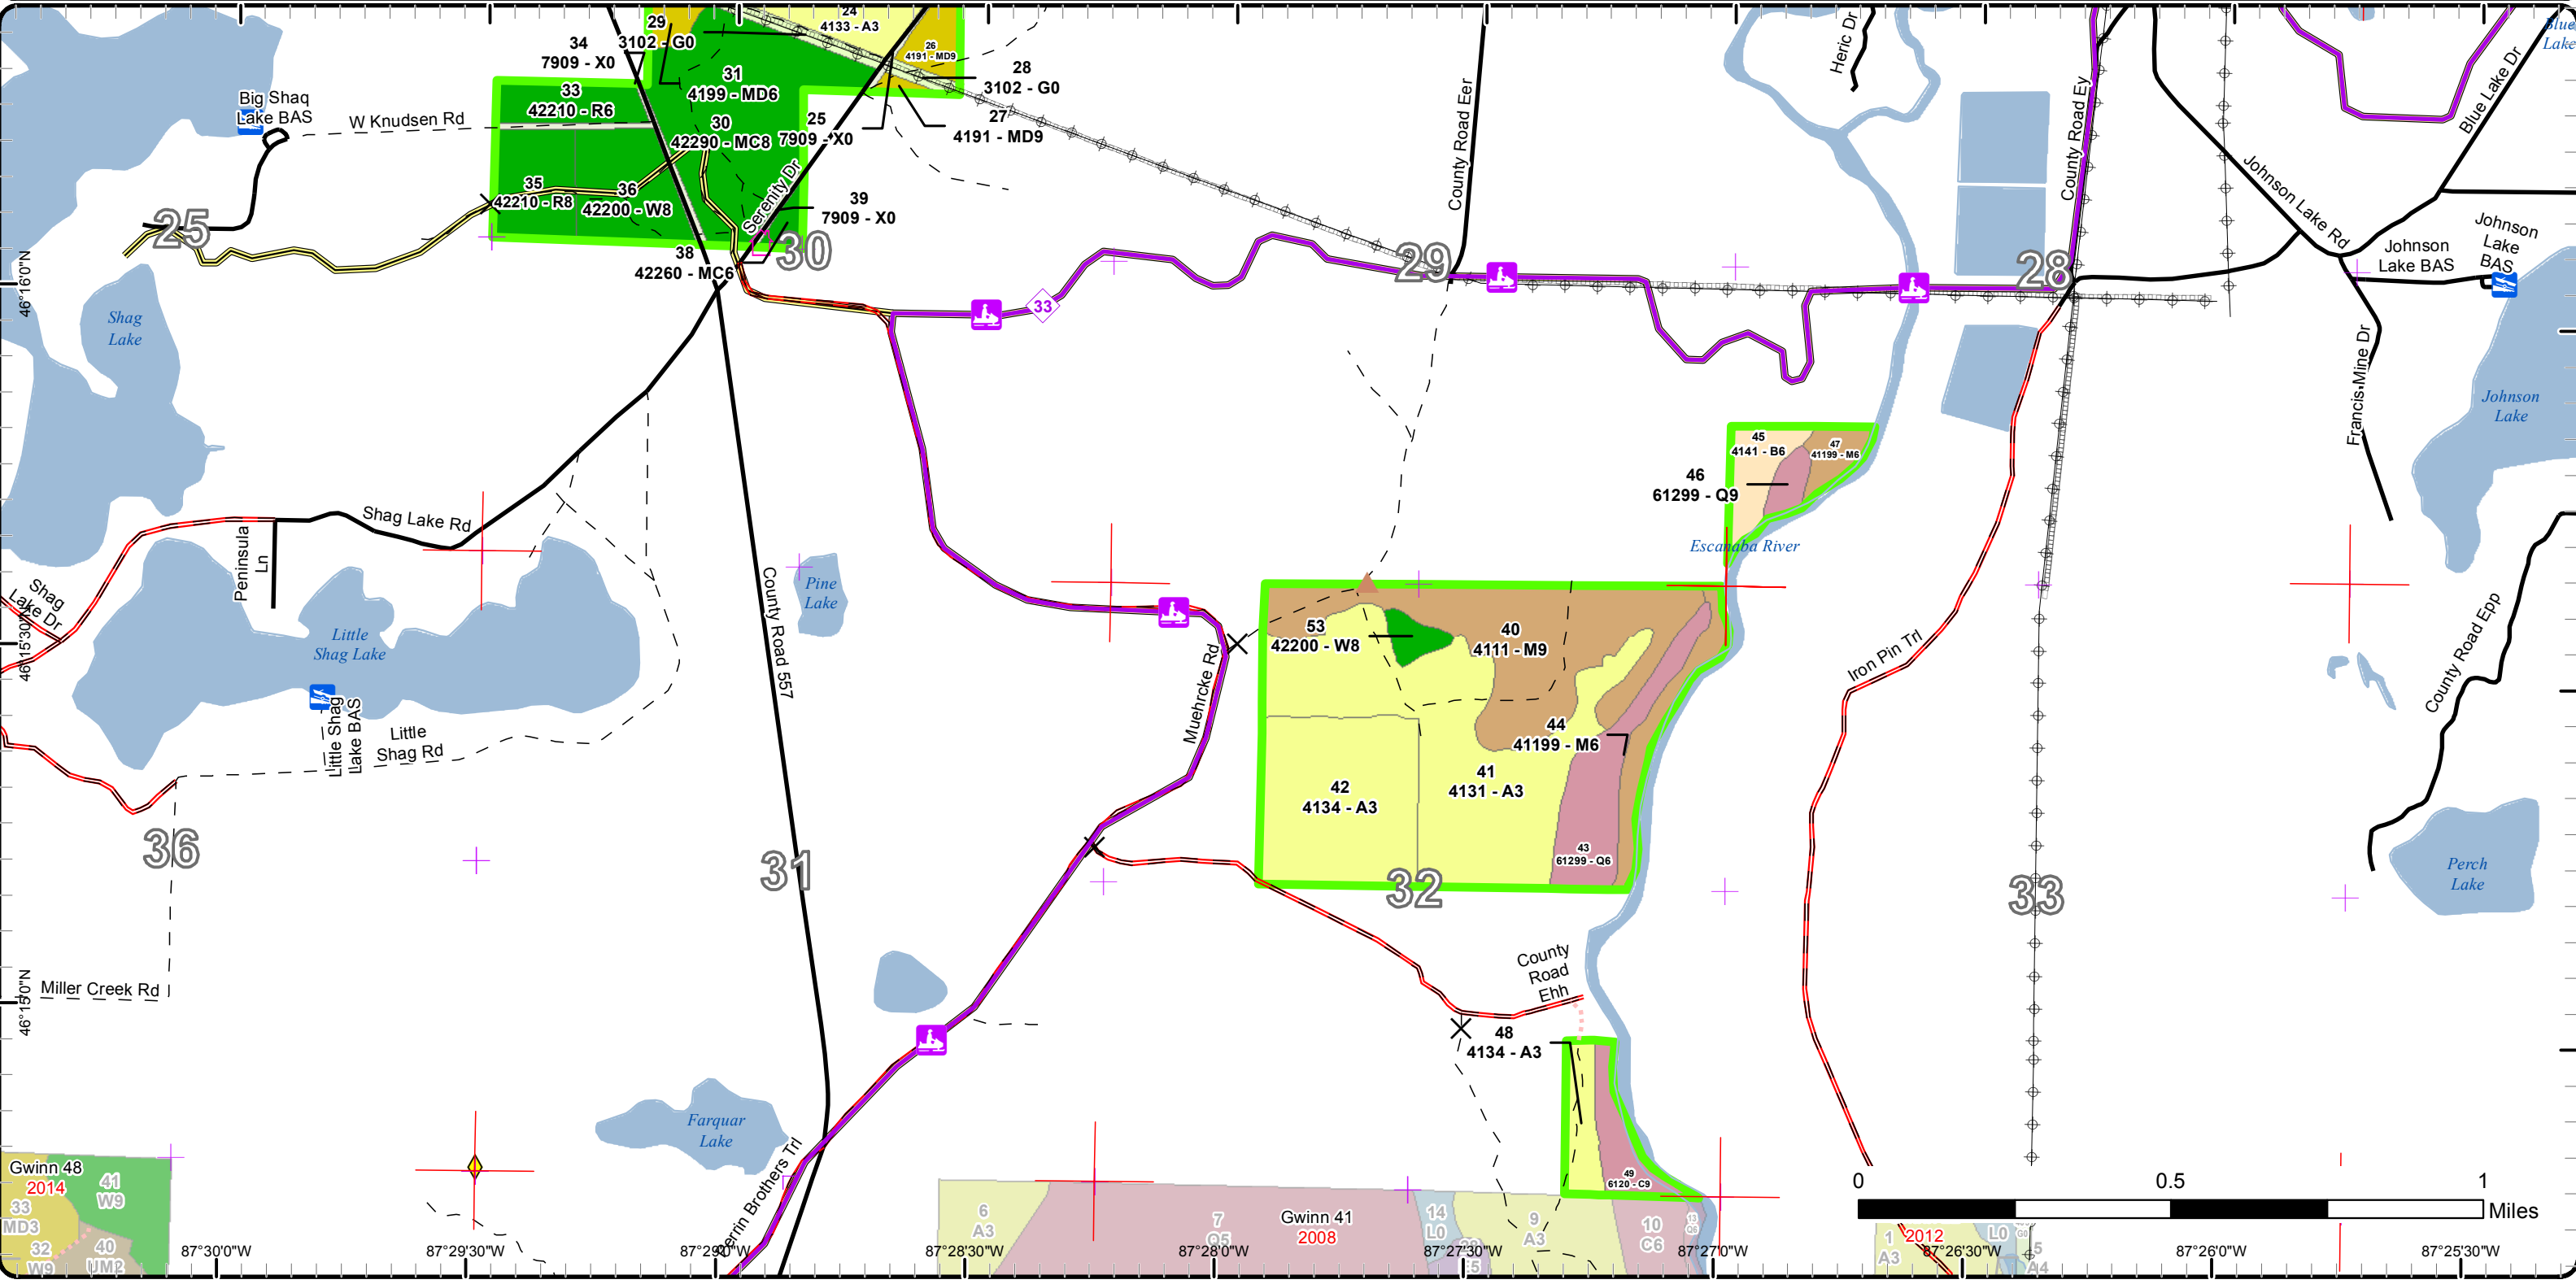 24
4133 - A3
29
3102 - G0
34
7909 - X0
26
4191 - MD9
28
3102 - G0
31
4199 - MD6
33
42210 - R6
27
4191 - MD9
30
42290 - MC8
25
7909 - X0
35
42210 - R8
36
42200 - W8
39
7909 - X0
38
42260 - MC6
Big Shaq
Lake BAS
W Knudsen Rd
Serenity Dr
County Road Eer
Heric Dr
County Road Ey
Blue
Lake
Blue Lake Dr
Johnson Lake Rd
Johnson
Lake BAS
Johnson
Lake
BAS
25
30
29
28
33
46°16'0"N
Shag
Lake
Francis Mine Dr
Johnson
Lake
45
4141 - B6
47
41199 - M6
46
61299 - Q9
Escanaba River
Shag Lake Rd
Peninsula
Ln
Shag
Lake Dr
46°15'30"N
Little
Shag Lake
Little Shag
Lake BAS
Little
Shag Rd
County Road 557
Pine
Lake
Muehrcke Rd
53
42200 - W8
40
4111 - M9
44
41199 - M6
42
4134 - A3
41
4131 - A3
43
61299 - Q6
Iron Pin Trl
County Road Epp
Perch
Lake
36
31
32
33
Miller Creek Rd
46°15'0"N
County
Road
Ehh
48
4134 - A3
49
6120 - C9
Farquar
Lake
Perrin Brothers Trl
Gwinn 48
2014
41
W9
33
MD3
32
W9
40
UM2
6
A3
7
Q5
Gwinn 41
2008
14
L0
9
A3
10
C6
13
Q6
1
A3
2012
L0
5
A4
0
0.5
1
Miles
87°30'0"W
87°29'30"W
87°29'0"W
87°28'30"W
87°28'0"W
87°27'30"W
87°27'0"W
87°26'30"W
87°26'0"W
87°25'30"W